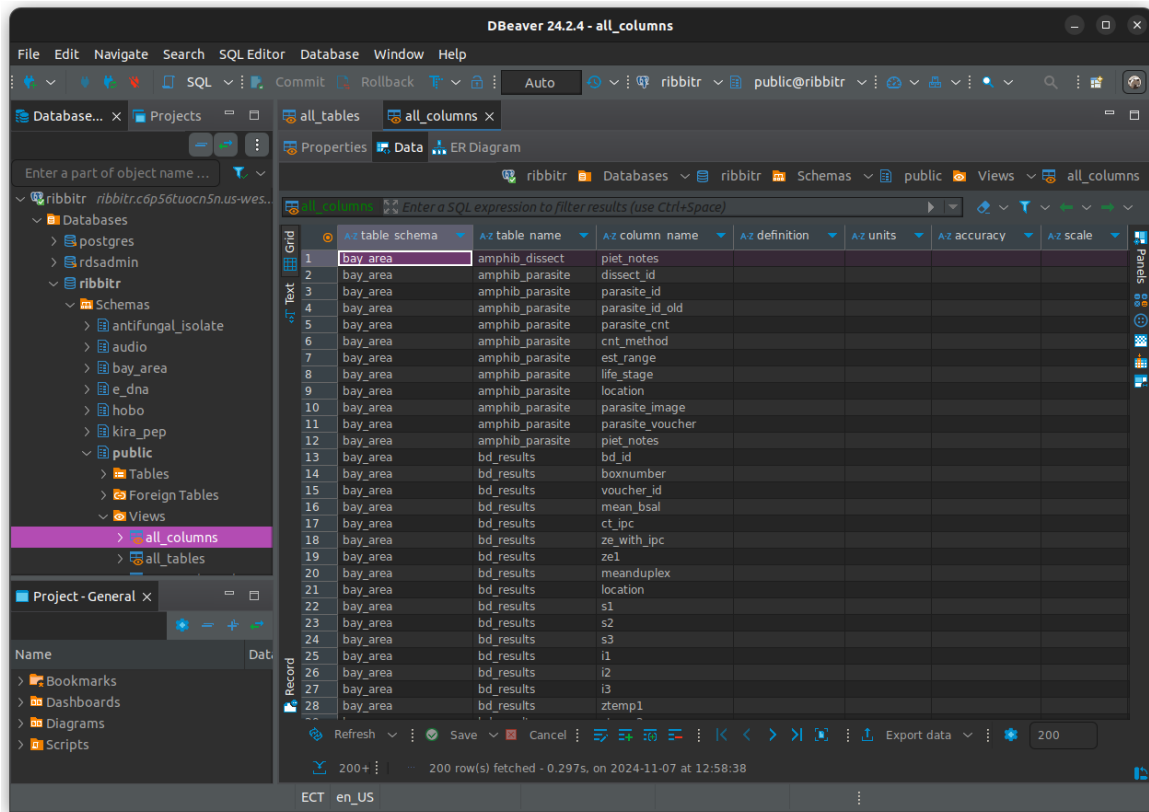 DBeaver 24.2.4 - all_columns
File Edit Navigate Search SQL Editor Database Window Help
SQL Commit Rollback Auto ribbitr public@ribbitr
Database... Projects
Enter a part of object name ...
ribbitr ribbitr.c6p56tuocn5n.us-wes...
Databases
postgres
rdsadmin
ribbitr
Schemas
antifungal_isolate
audio
bay_area
e_dna
hobo
kira_pep
public
Tables
Foreign Tables
Views
all_columns
all_tables
Project - General
Name Data
Bookmarks
Dashboards
Diagrams
Scripts
all_tables all_columns
Properties Data ER Diagram
ribbitr Databases ribbitr Schemas public Views all_columns
all_columns Enter a SQL expression to filter results (use Ctrl+Space)
Grid
Text
Record
Panels
A-Z table schema A-Z table name A-Z column name A-Z definition A-Z units A-Z accuracy A-Z scale
1 bay_area amphib_dissect piet_notes
2 bay_area amphib_parasite dissect_id
3 bay_area amphib_parasite parasite_id
4 bay_area amphib_parasite parasite_id_old
5 bay_area amphib_parasite parasite_cnt
6 bay_area amphib_parasite cnt_method
7 bay_area amphib_parasite est_range
8 bay_area amphib_parasite life_stage
9 bay_area amphib_parasite location
10 bay_area amphib_parasite parasite_image
11 bay_area amphib_parasite parasite_voucher
12 bay_area amphib_parasite piet_notes
13 bay_area bd_results bd_id
14 bay_area bd_results boxnumber
15 bay_area bd_results voucher_id
16 bay_area bd_results mean_bsal
17 bay_area bd_results ct_ipc
18 bay_area bd_results ze_with_ipc
19 bay_area bd_results ze1
20 bay_area bd_results meanduplex
21 bay_area bd_results location
22 bay_area bd_results s1
23 bay_area bd_results s2
24 bay_area bd_results s3
25 bay_area bd_results i1
26 bay_area bd_results i2
27 bay_area bd_results i3
28 bay_area bd_results ztemp1
Refresh Save Cancel Export data 200
200+ 200 row(s) fetched - 0.297s, on 2024-11-07 at 12:58:38
ECT en_US